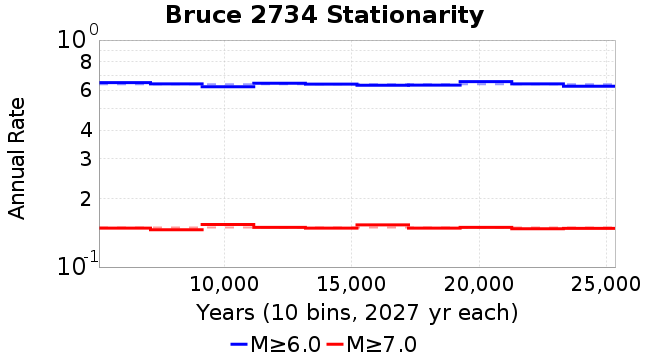 Bruce 2734 Stationarity
10^0
8
6
4
3
2
10^-1
Annual Rate
10,000 15,000 20,000 25,000
Years (10 bins, 2027 yr each)
M≥6.0 M≥7.0